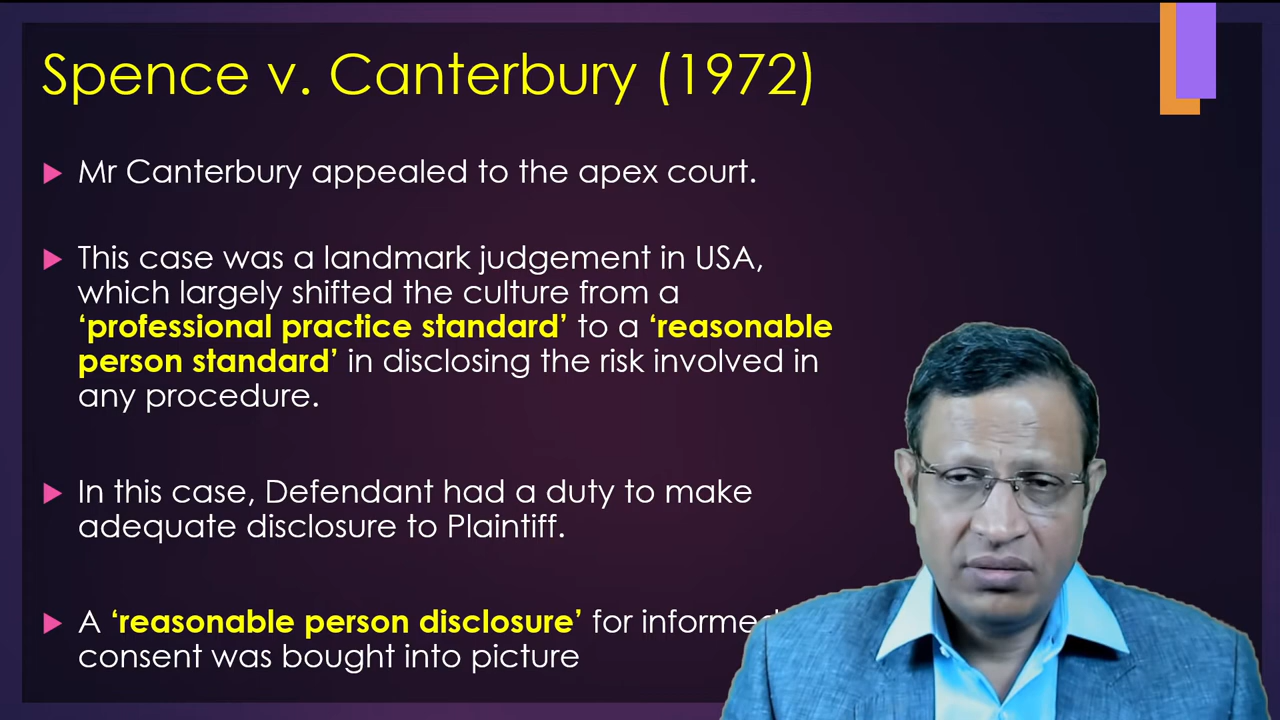 Spence v. Canterbury (1972)
Mr Canterbury appealed to the apex court.
This case was a landmark judgement in USA,
which largely shifted the culture from a
‘professional practice standard’ to a ‘reasonable
person standard’ in disclosing the risk involved in
any procedure.
In this case, Defendant had a duty to make
adequate disclosure to Plaintiff.
A ‘reasonable person disclosure’ for informed
consent was bought into picture